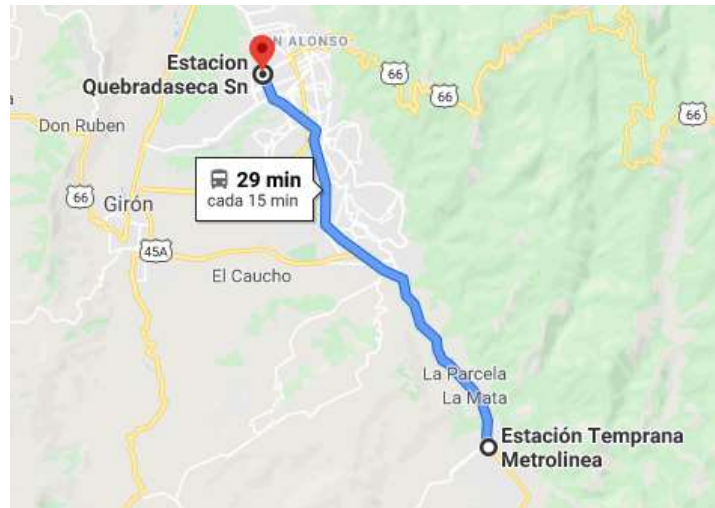 N ALONSO
Estacion
Quebradaseca Sn
66
66
66
Don Ruben
29 min
cada 15 min
66
Girón
45A
El Caucho
La Parcela
La Mata
Estación Temprana
Metrolinea